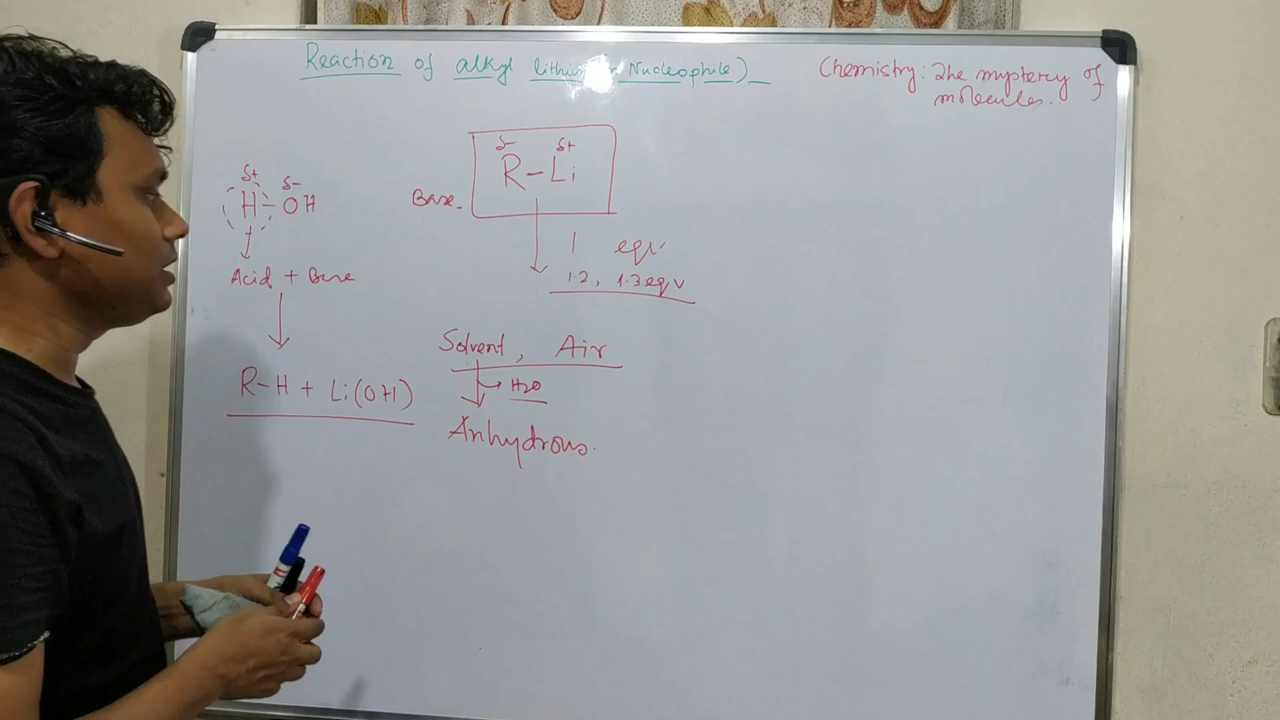 Reaction of alkyl lithium Nucleophile)
Chemistry: The mystery of
molecules.
δ+ δ-
H - OH
Acid + Base
R-H + Li(OH)
δ- δ+
R-Li
Base
1 eqv
1.2, 1.3 eqv
Solvent, Air
H2O
Anhydrous.